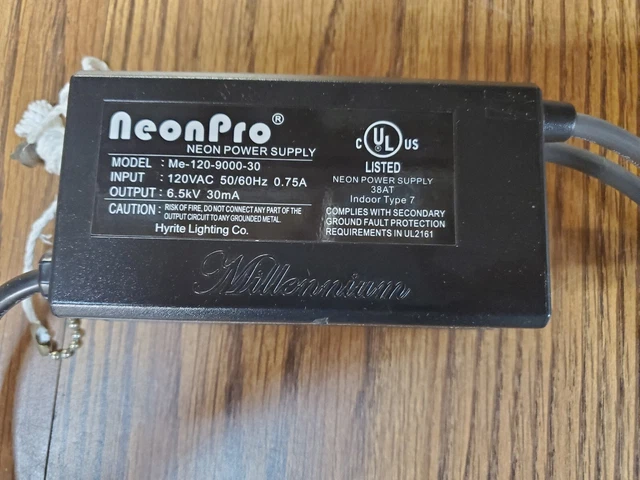 NeonPro®
NEON POWER SUPPLY
MODEL : Me-120-9000-30
INPUT : 120VAC 50/60Hz 0.75A
OUTPUT : 6.5kV 30mA
CAUTION : RISK OF FIRE, DO NOT CONNECT ANY PART OF THE
OUTPUT CIRCUIT TO ANY GROUNDED METAL.
Hyrite Lighting Co.
C UL US
LISTED
NEON POWER SUPPLY
38AT
Indoor Type 7
COMPLIES WITH SECONDARY
GROUND FAULT PROTECTION
REQUIREMENTS IN UL2161
Millennium